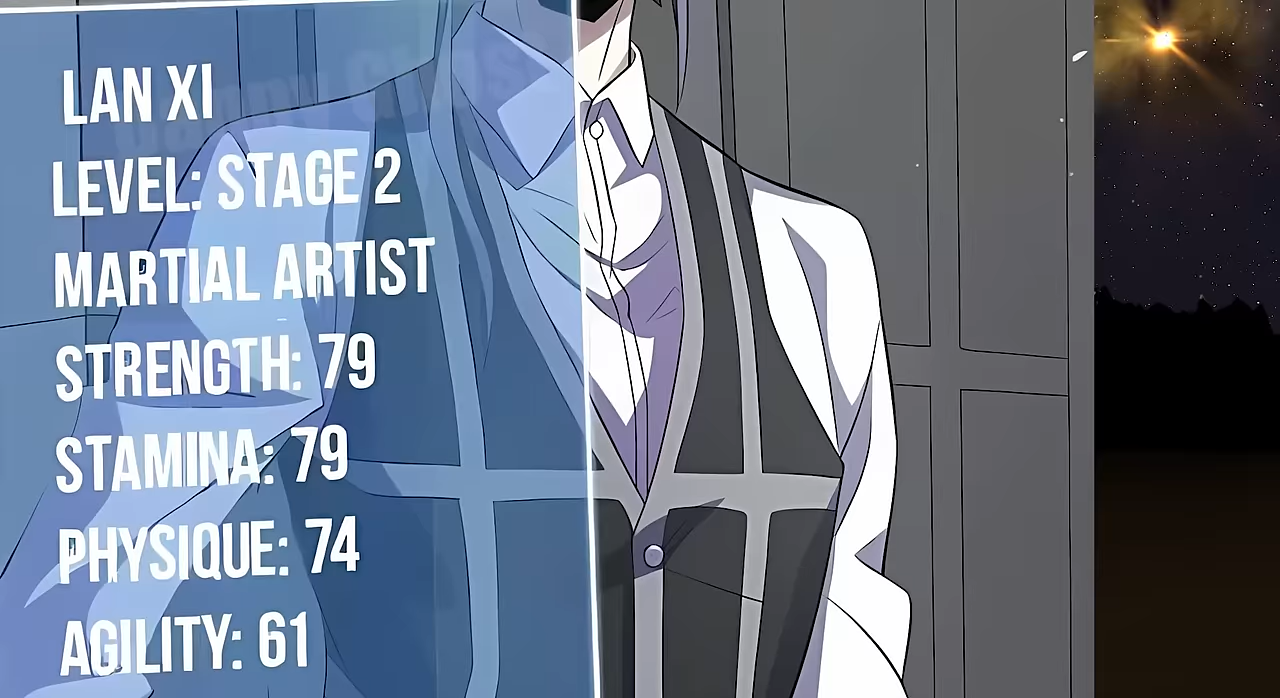 LAN XI
LEVEL: STAGE 2
MARTIAL ARTIST
STRENGTH: 79
STAMINA: 79
PHYSIQUE: 74
AGILITY: 61